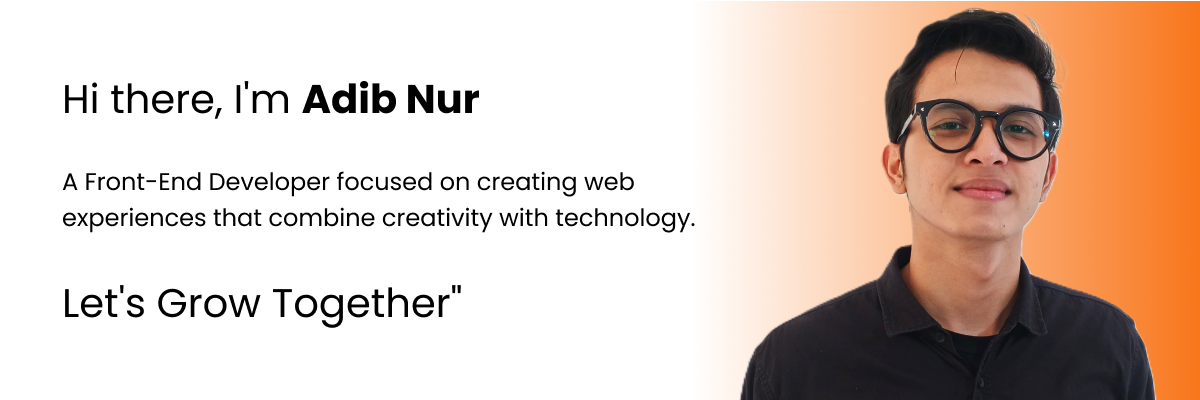 Hi there, I'm Adib Nur
A Front-End Developer focused on creating web
experiences that combine creativity with technology.
Let's Grow Together"